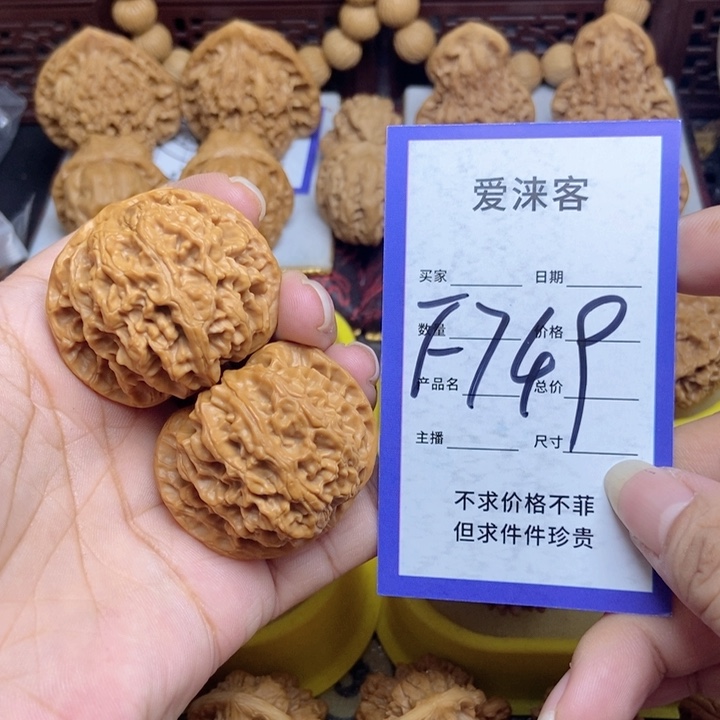 爱涞客
买家 日期
数量 价格
F749
产品名 总价
主播 尺寸
不求价格不菲
但求件件珍贵